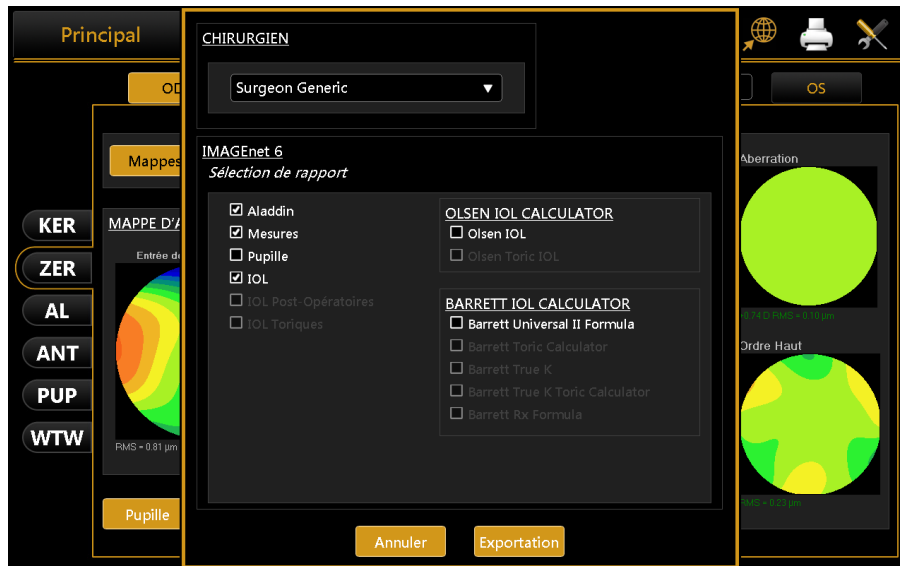 Principal
OS
Mappes
MAPPE D'A
Entrée d
RMS = 0.81 µm
Pupille
KER
ZER
AL
ANT
PUP
WTW
CHIRURGIEN
Surgeon Generic
IMAGEnet 6
Sélection de rapport
Aladdin
Mesures
Pupille
IOL
IOL Post-Opératoires
IOL Toriques
OLSEN IOL CALCULATOR
Olsen IOL
Olsen Toric IOL
BARRETT IOL CALCULATOR
Barrett Universal II Formula
Barrett Toric Calculator
Barrett True K
Barrett True K Toric Calculator
Barrett Rx Formula
Annuler
Exportation
Aberration
0.74 D RMS = 0.10 µm
Ordre Haut
RMS = 0.23 µm